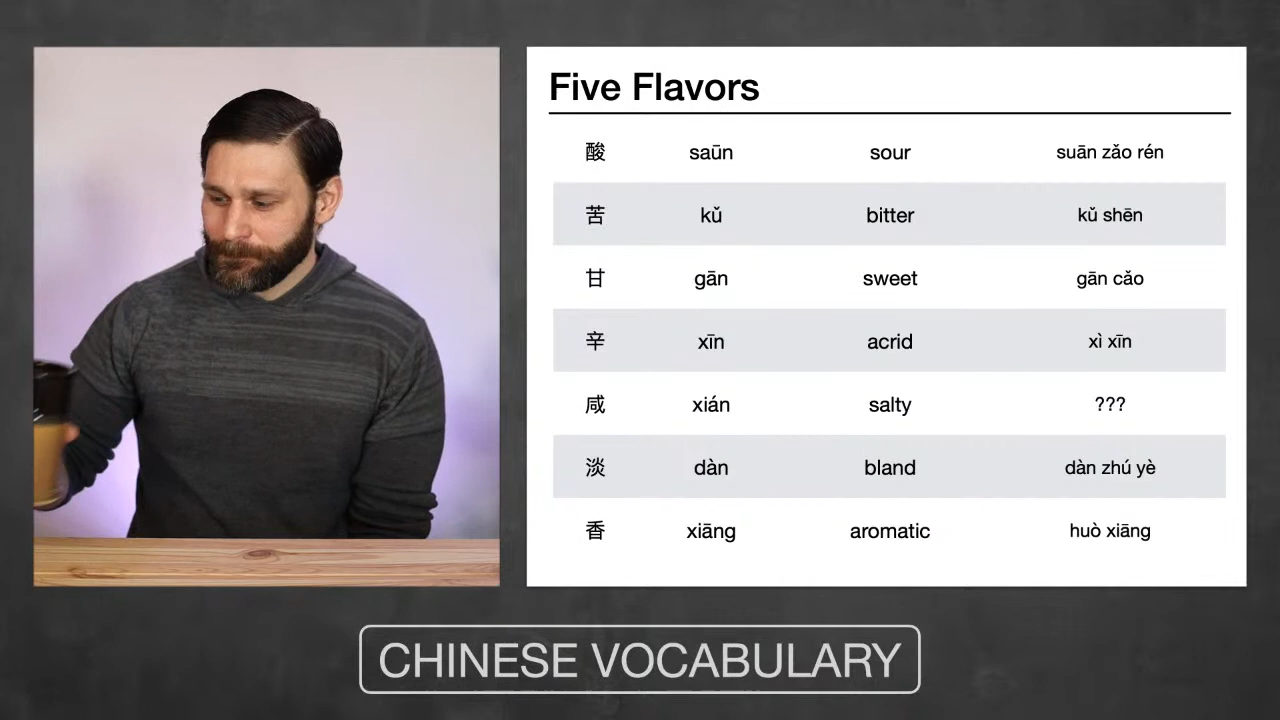 Five Flavors
酸 saūn sour suān zǎo rén
苦 kǔ bitter kǔ shēn
甘 gān sweet gān cǎo
辛 xīn acrid xì xīn
咸 xián salty ???
淡 dàn bland dàn zhú yè
香 xiāng aromatic huò xiāng
CHINESE VOCABULARY